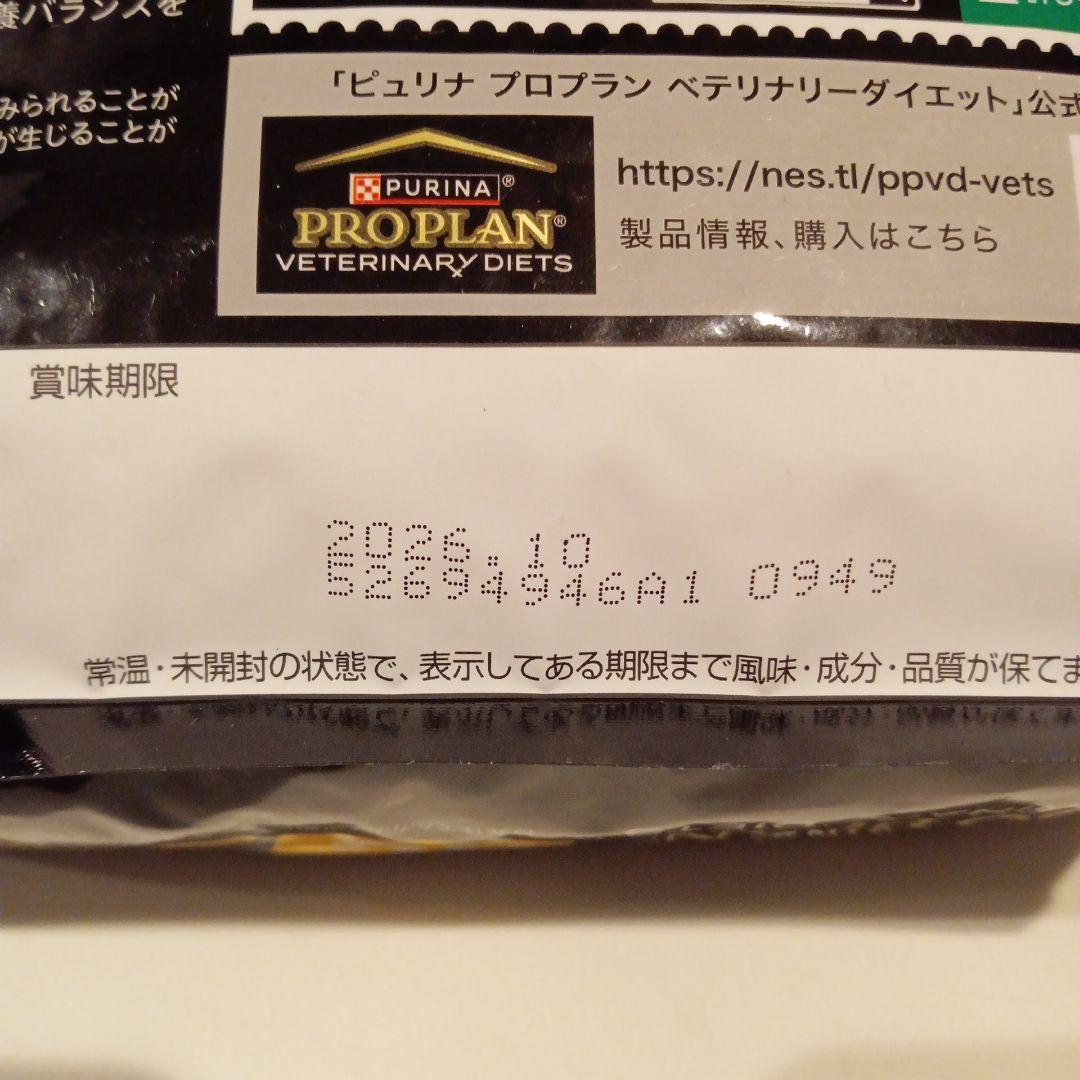 養バランスを
みられることが
が生じることが
「ピュリナ プロプラン ベテリナリーダイエット」公式
PURINA®
PRO PLAN®
VETERINARY DIETS
https://nes.tl/ppvd-vets
製品情報、購入はこちら
賞味期限
2026.10
52694946A1 0949
常温・未開封の状態で、表示してある期限まで風味・成分・品質が保てま